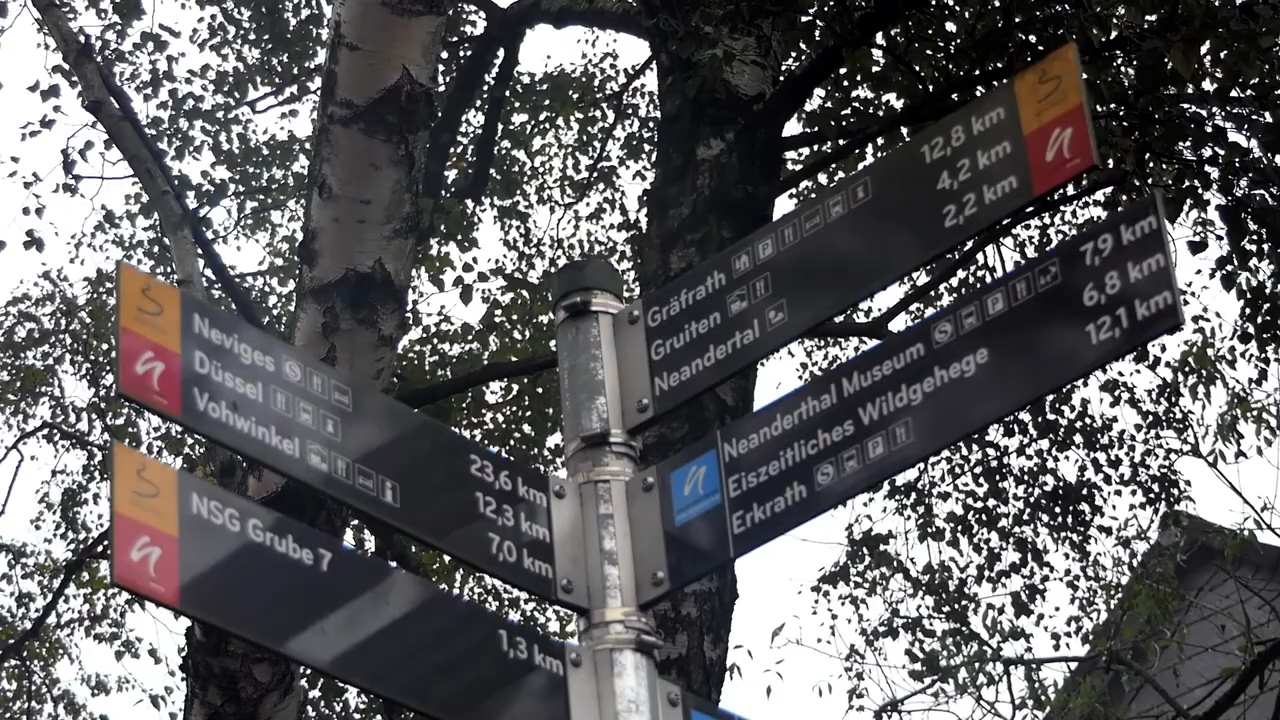 Gräfrath 12,8 km
Gruiten 4,2 km
Neandertal 2,2 km
Neanderthal Museum 7,9 km
Eiszeitliches Wildgehege 6,8 km
Erkrath 12,1 km
Neviges 23,6 km
Düssel 12,3 km
Vohwinkel 7,0 km
NSG Grube 7 1,3 km